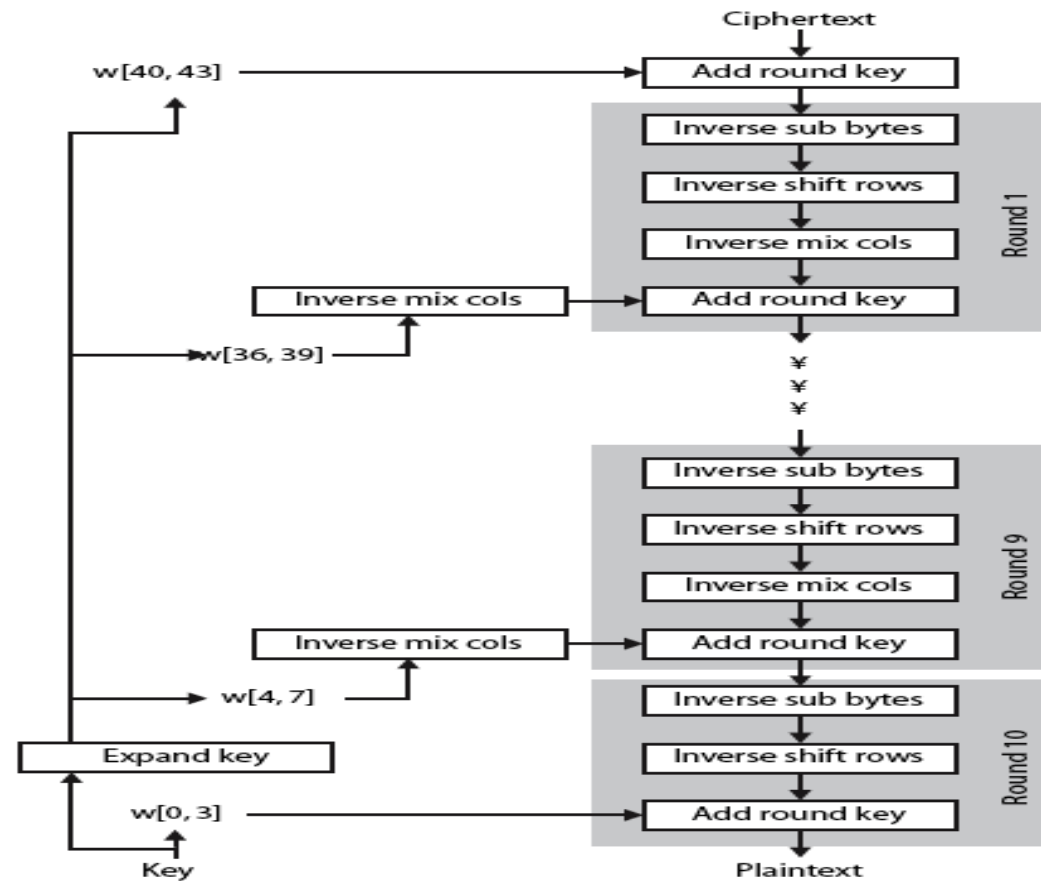 Ciphertext
w[40, 43]
Add round key
Inverse sub bytes
Inverse shift rows
Inverse mix cols
Inverse mix cols
Add round key
Round 1
w[36, 39]
¥
¥
¥
Inverse sub bytes
Inverse shift rows
Inverse mix cols
Inverse mix cols
Add round key
Round 9
w[4, 7]
Inverse sub bytes
Expand key
Inverse shift rows
w[0, 3]
Add round key
Round 10
Key
Plaintext